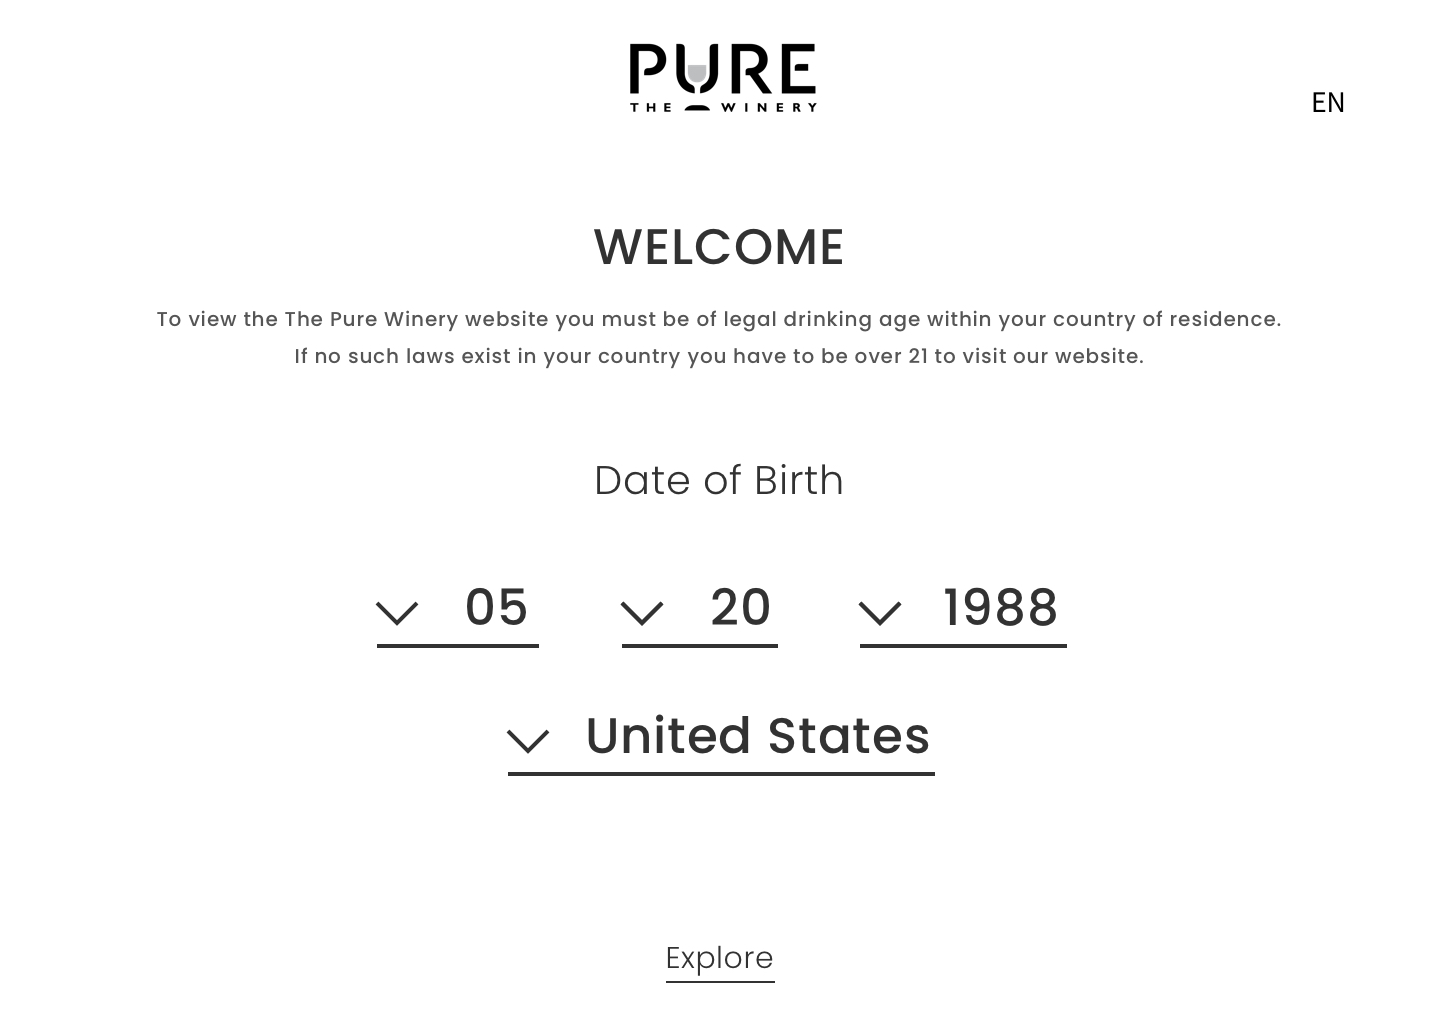 PURE
THE WINERY
EN
WELCOME
To view the The Pure Winery website you must be of legal drinking age within your country of residence.
If no such laws exist in your country you have to be over 21 to visit our website.
Date of Birth
05 20 1988
United States
Explore